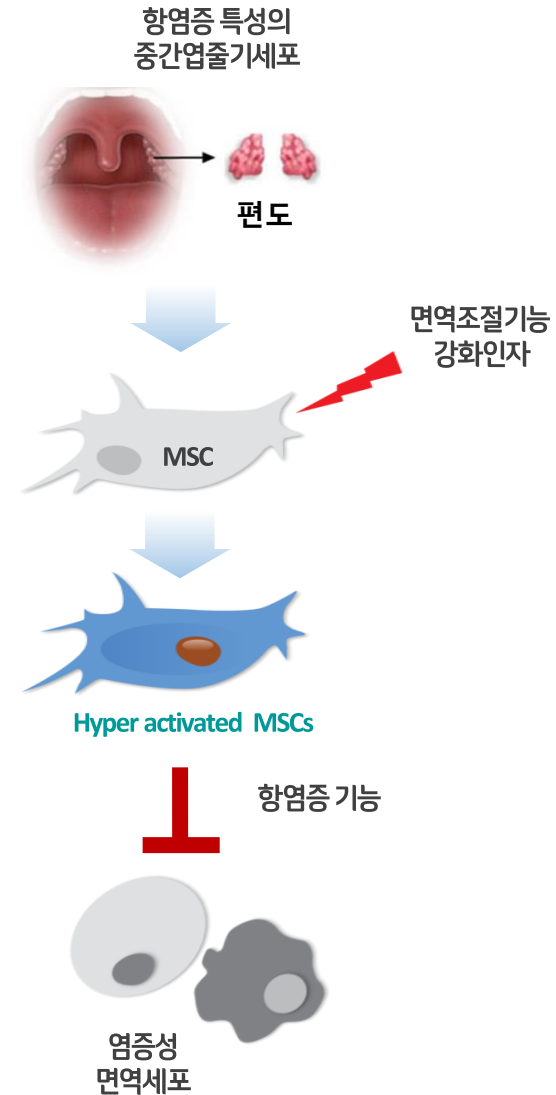 항염증 특성의
중간엽줄기세포
편도
면역조절기능
강화인자
MSC
Hyper activated MSCs
항염증 기능
염증성
면역세포